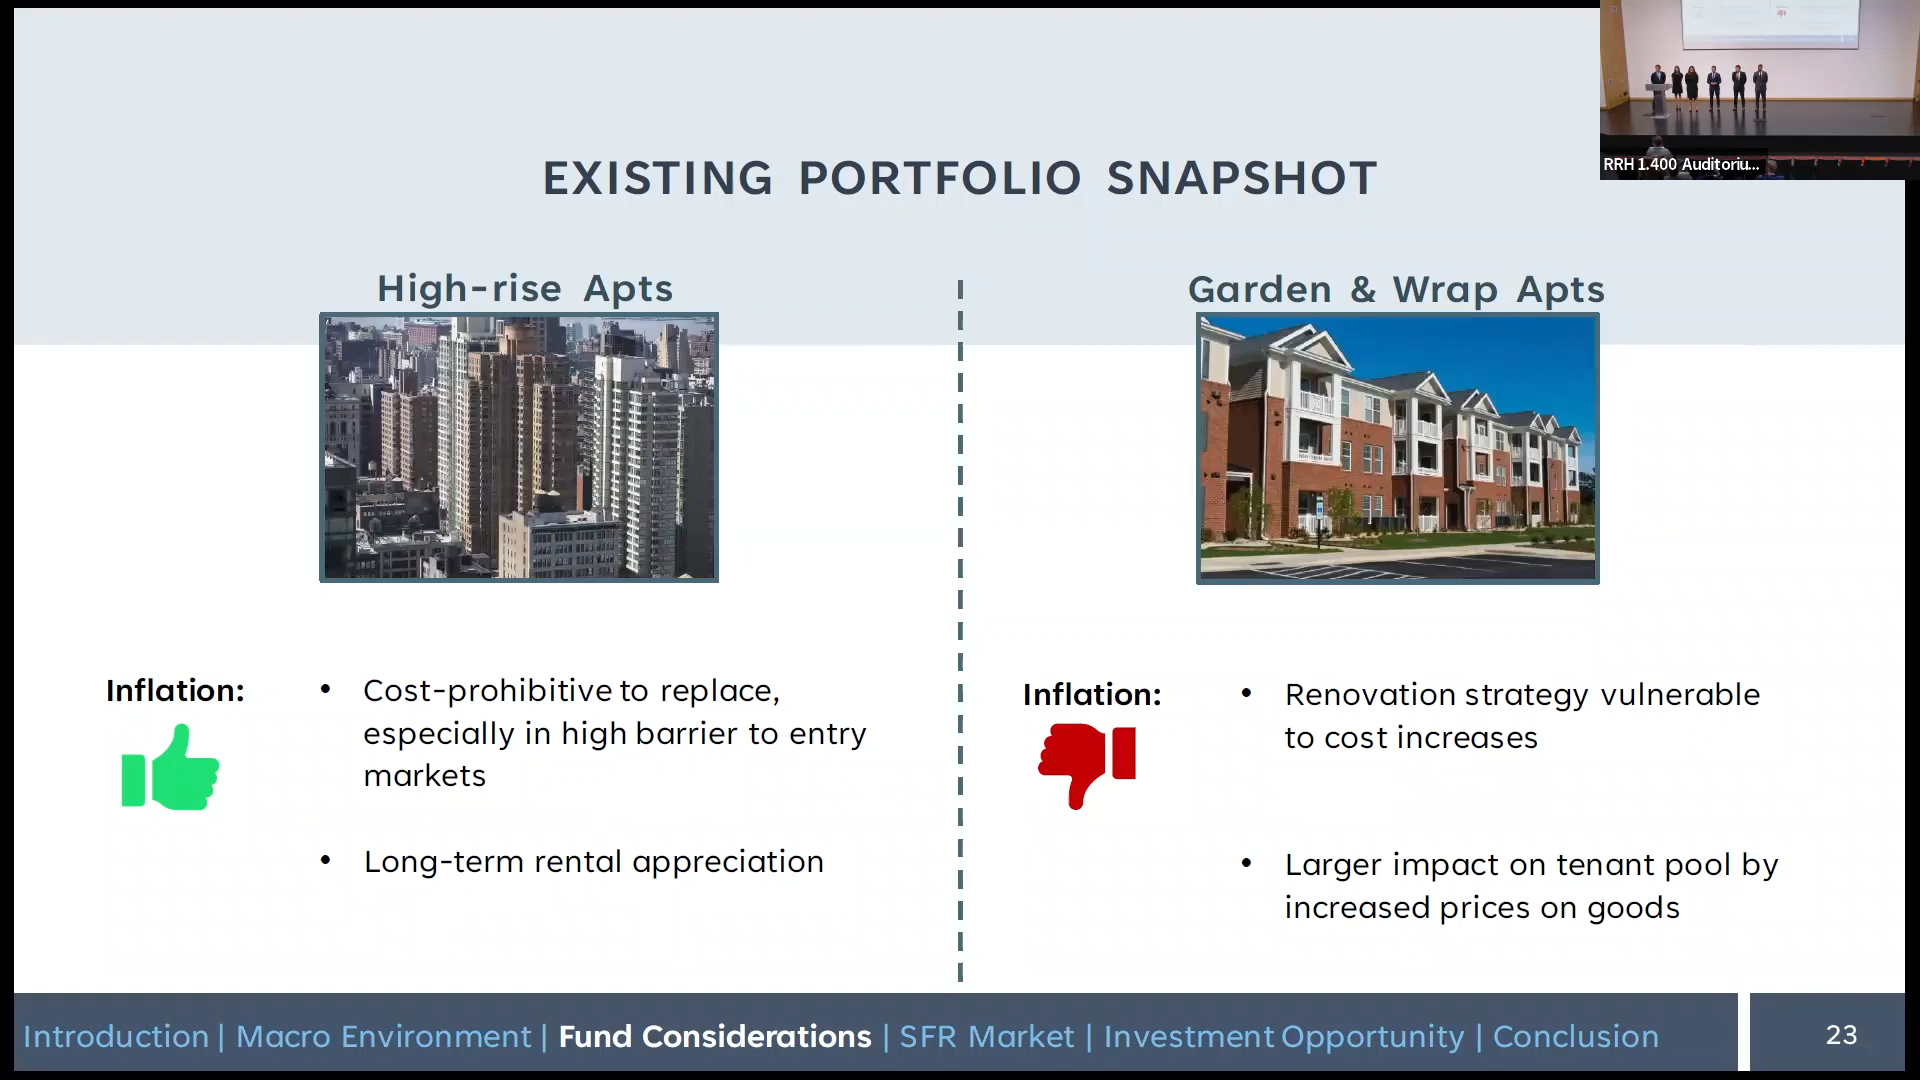 RRH 1.400 Auditoriu...
EXISTING PORTFOLIO SNAPSHOT
High-rise Apts
Inflation:
• Cost-prohibitive to replace,
especially in high barrier to entry
markets
• Long-term rental appreciation
Garden & Wrap Apts
Inflation:
• Renovation strategy vulnerable
to cost increases
• Larger impact on tenant pool by
increased prices on goods
Introduction | Macro Environment | Fund Considerations | SFR Market | Investment Opportunity | Conclusion
23